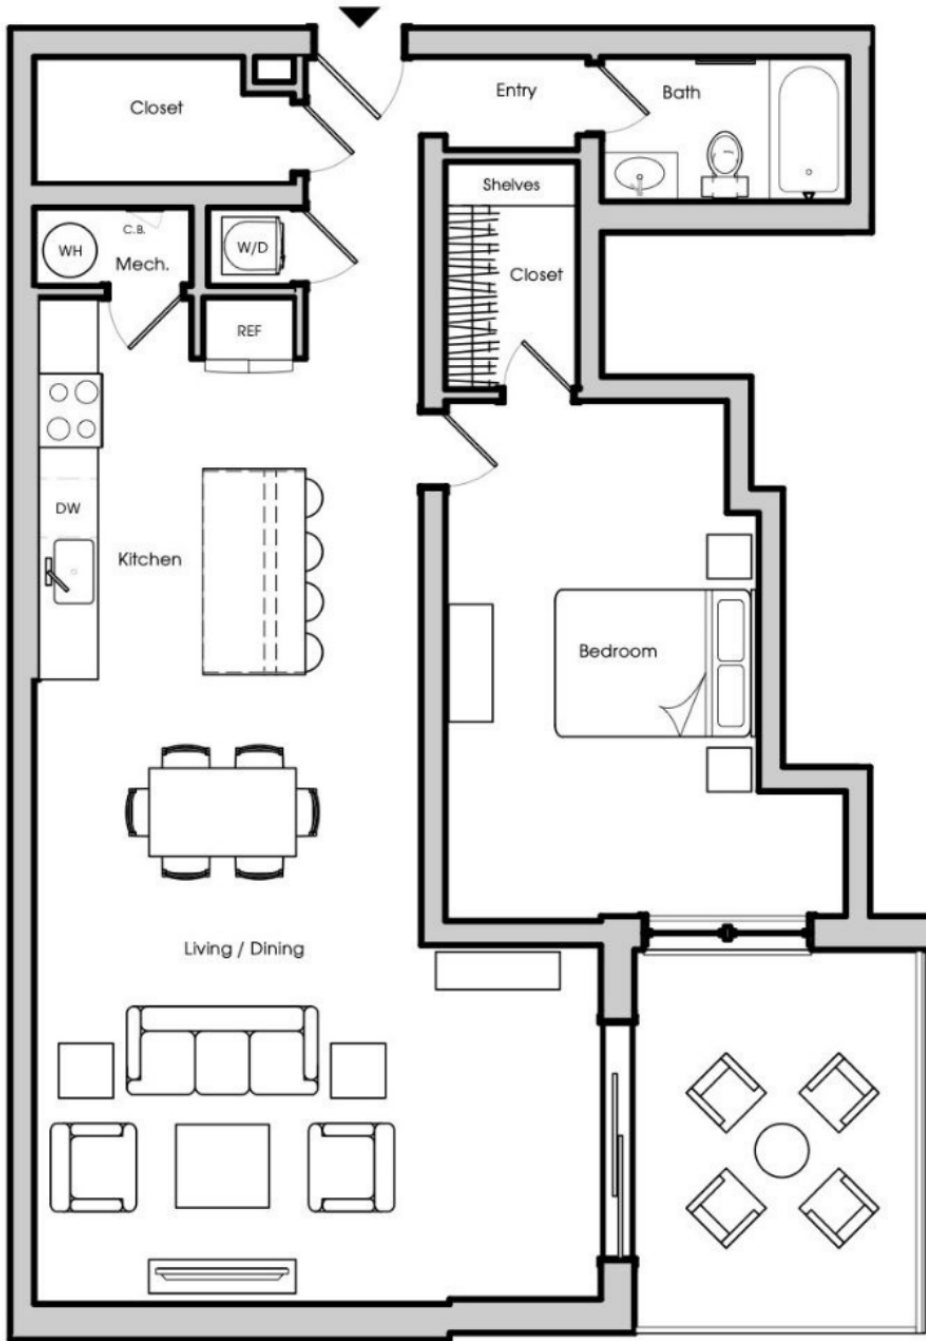 Closet
Entry
Bath
Shelves
C.B.
WH
Mech.
W/D
Closet
REF
DW
Kitchen
Bedroom
Living / Dining